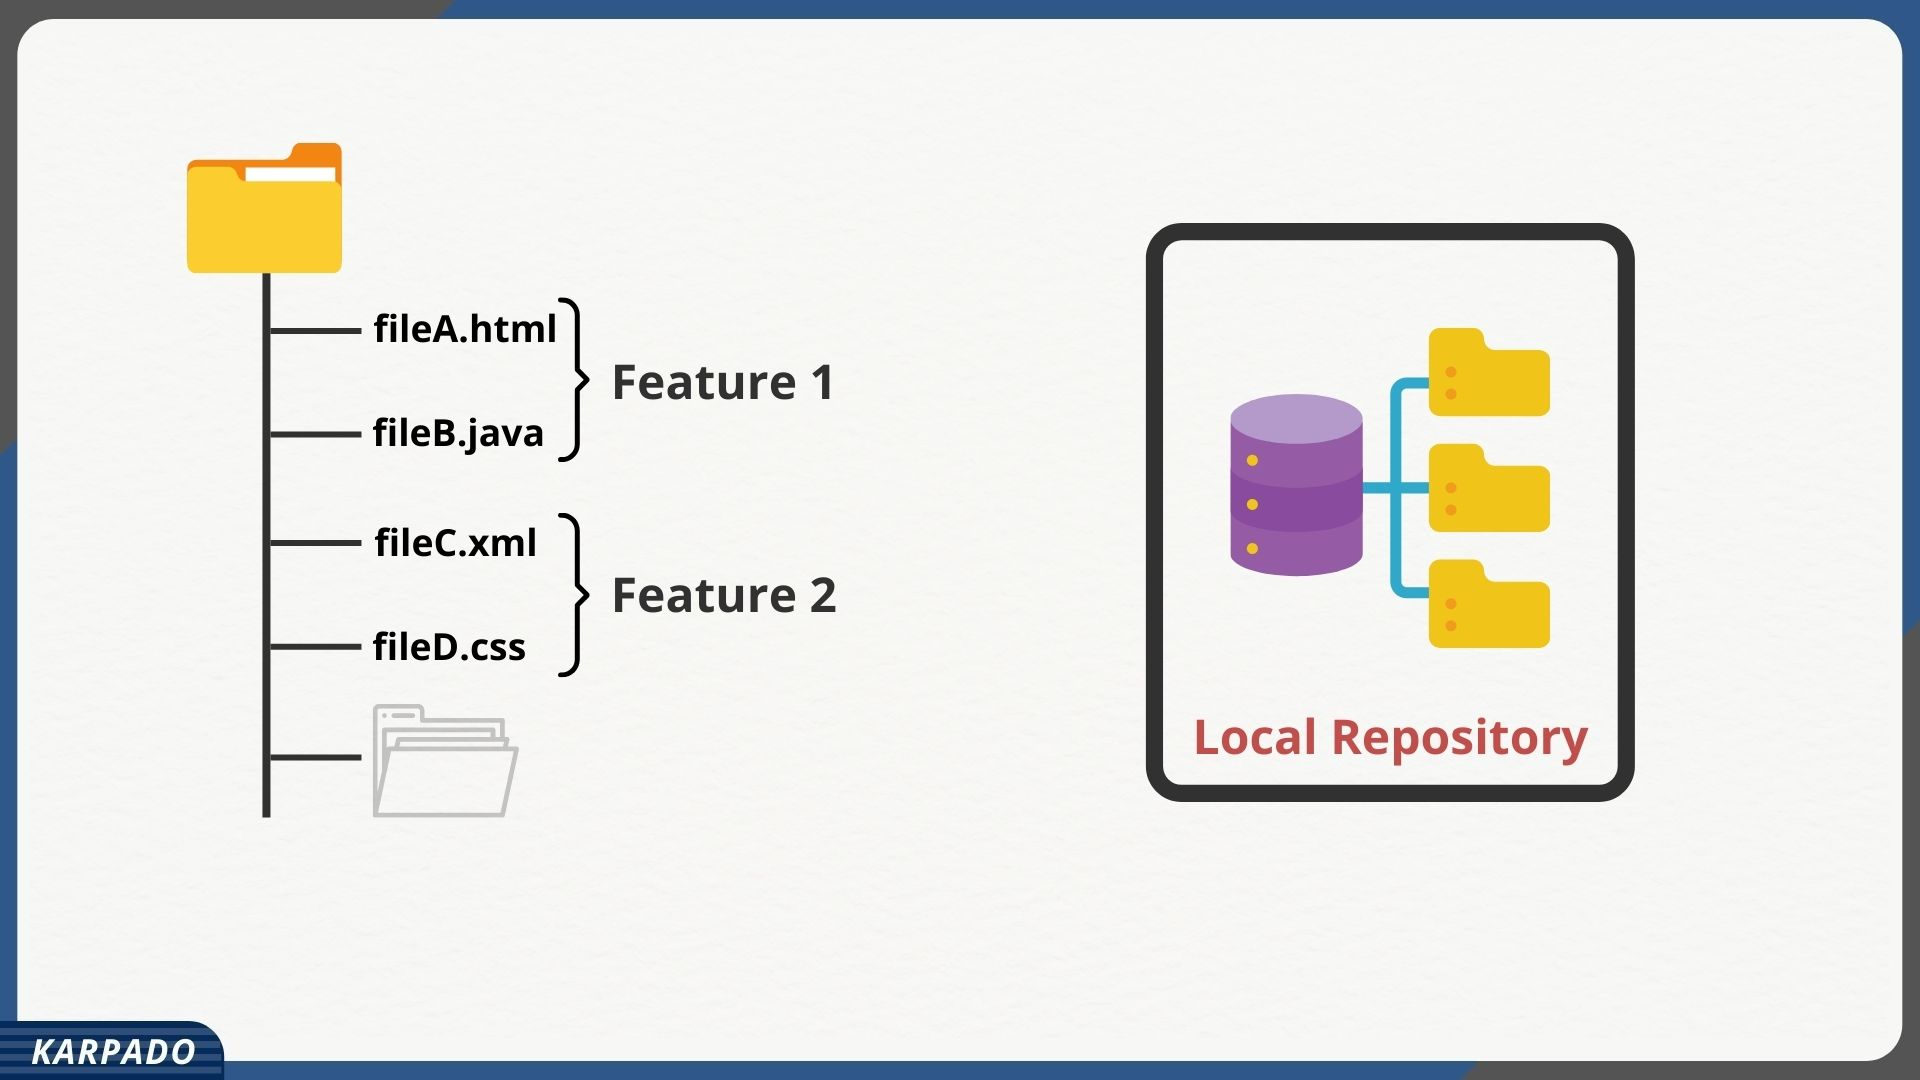 fileA.html
fileB.java
Feature 1
fileC.xml
fileD.css
Feature 2
Local Repository
KARPADO